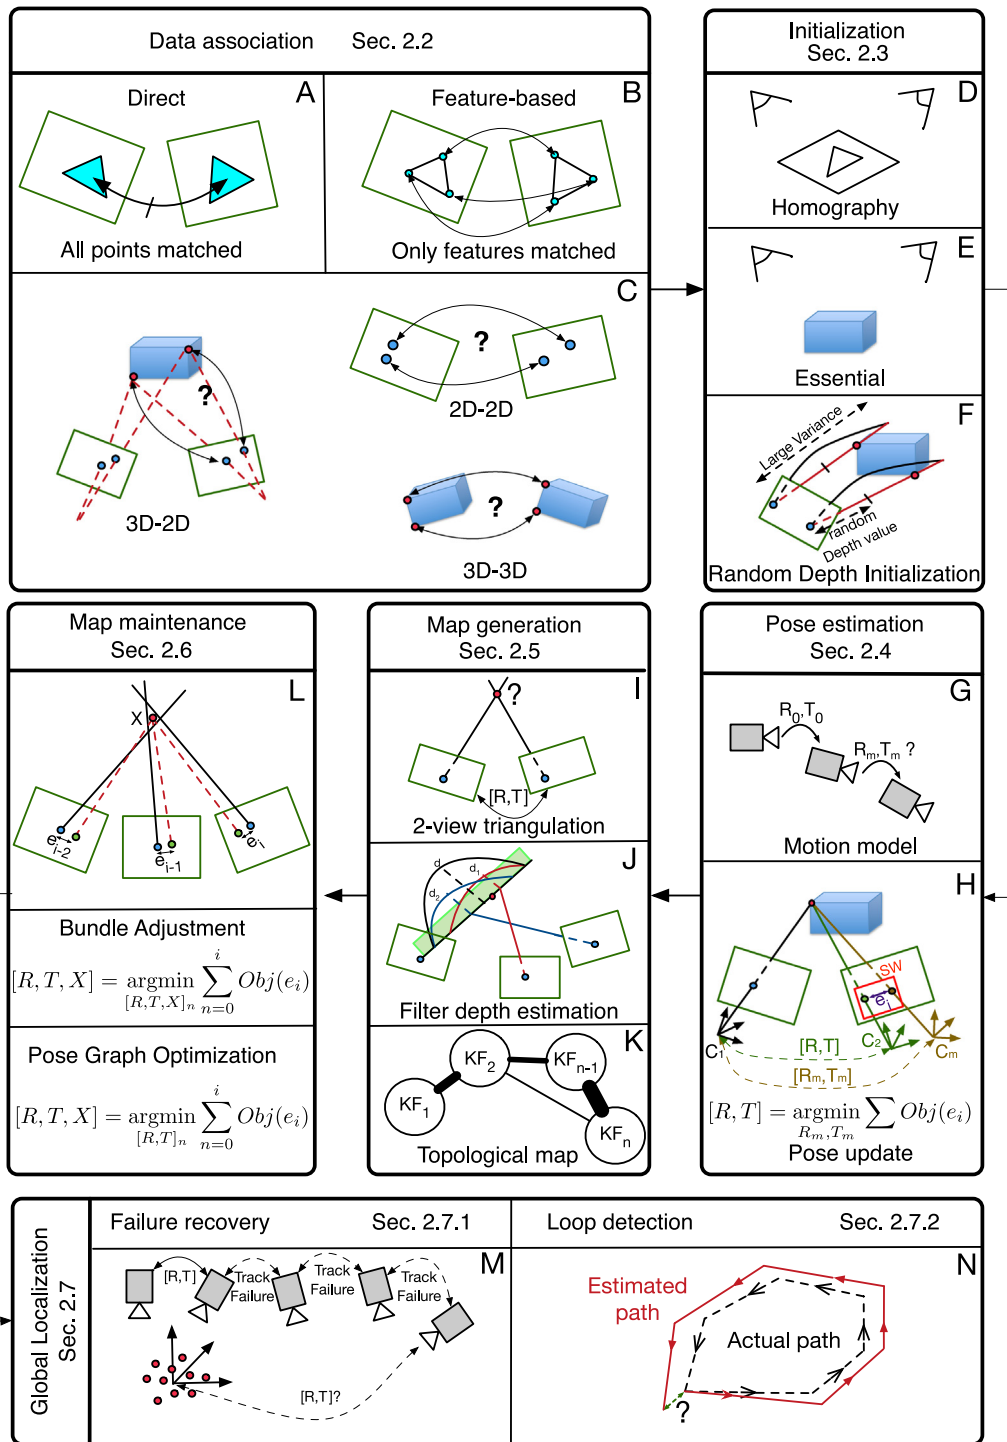 Data association Sec. 2.2
A
Direct
All points matched
B
Feature-based
Only features matched
C
?
3D-2D
?
2D-2D
?
3D-3D
Initialization
Sec. 2.3
D
Homography
E
Essential
F
Large Variance
random
Depth value
Random Depth Initialization
Map maintenance
Sec. 2.6
L
X
e_{i-2}
e_{i-1}
e_i
Bundle Adjustment
[R,T,X] = argmin_{[R,T,X]_n} \sum_{n=0}^{i} Obj(e_i)
Pose Graph Optimization
[R,T,X] = argmin_{[R,T]_n} \sum_{n=0}^{i} Obj(e_i)
Map generation
Sec. 2.5
I
?
[R,T]
2-view triangulation
J
d
d_1
d_2
Filter depth estimation
K
KF_1
KF_2
KF_{n-1}
KF_n
Topological map
Pose estimation
Sec. 2.4
G
R_0,T_0
R_m,T_m ?
Motion model
H
SW
e_i
C_1
C_2
C_m
[R,T]
[R_m,T_m]
[R,T] = argmin_{R_m,T_m} \sum Obj(e_i)
Pose update
Global Localization
Sec. 2.7
Failure recovery Sec. 2.7.1
M
[R,T]
Track
Failure
Track
Failure
Track
Failure
[R,T]?
Loop detection Sec. 2.7.2
N
Estimated
path
Actual path
?